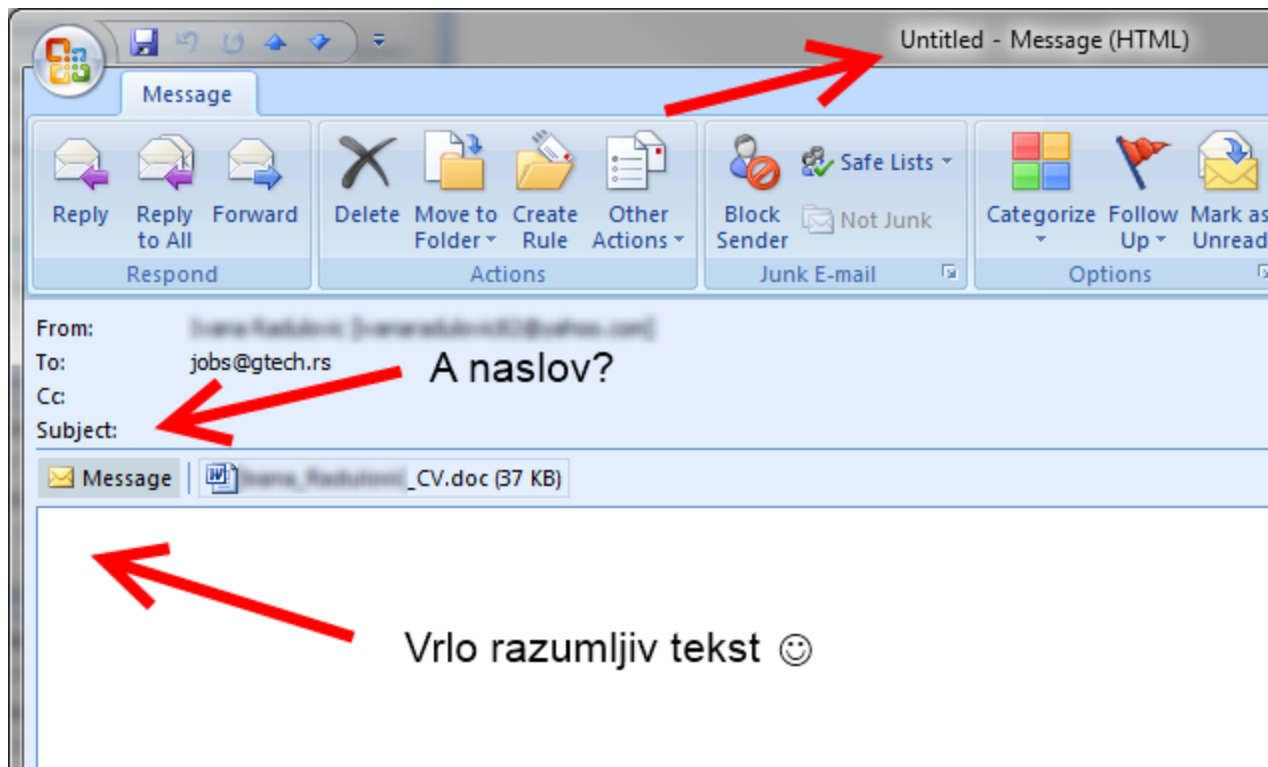 Untitled - Message (HTML)
Message
Reply Reply to All Forward
Delete Move to Folder Create Rule Other Actions
Block Sender Safe Lists Not Junk
Categorize Follow Up Mark as Unread
Respond Actions Junk E-mail Options
From:
To: jobs@gtech.rs
A naslov?
Cc:
Subject:
Message _CV.doc (37 KB)
Vrlo razumljiv tekst ☺